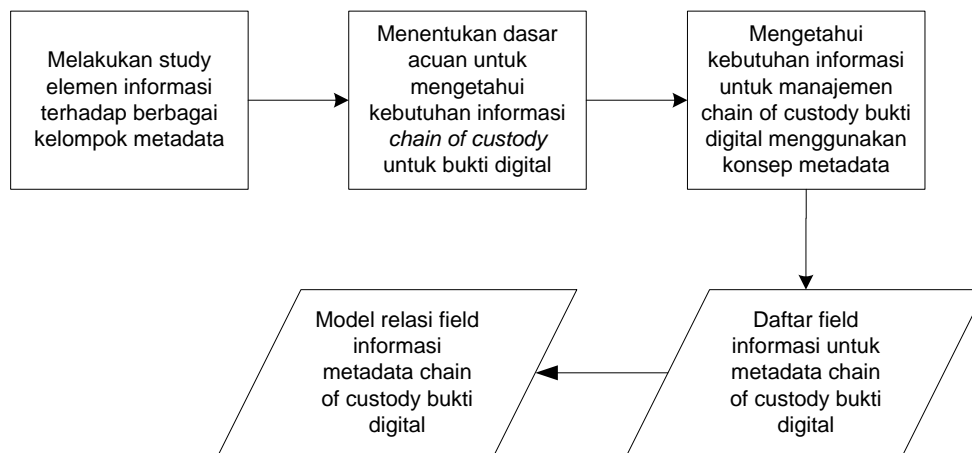 Melakukan study
elemen informasi
terhadap berbagai
kelompok metadata
Menentukan dasar
acuan untuk
mengetahui
kebutuhan informasi
chain of custody
untuk bukti digital
Mengetahui
kebutuhan informasi
untuk manajemen
chain of custody bukti
digital menggunakan
konsep metadata
Daftar field
informasi untuk
metadata chain
of custody bukti
digital
Model relasi field
informasi
metadata chain
of custody bukti
digital